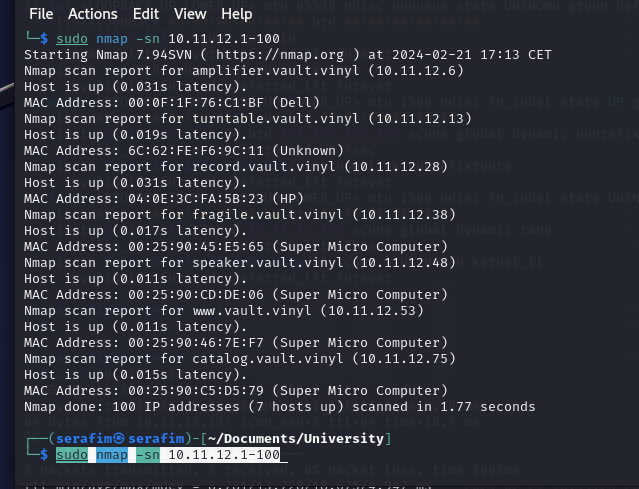 File Actions Edit View Help
└─$ sudo nmap -sn 10.11.12.1-100
Starting Nmap 7.94SVN ( https://nmap.org ) at 2024-02-21 17:13 CET
Nmap scan report for amplifier.vault.vinyl (10.11.12.6)
Host is up (0.031s latency).
MAC Address: 00:0F:1F:76:C1:BF (Dell)
Nmap scan report for turntable.vault.vinyl (10.11.12.13)
Host is up (0.019s latency).
MAC Address: 6C:62:FE:F6:9C:11 (Unknown)
Nmap scan report for record.vault.vinyl (10.11.12.28)
Host is up (0.031s latency).
MAC Address: 04:0E:3C:FA:5B:23 (HP)
Nmap scan report for fragile.vault.vinyl (10.11.12.38)
Host is up (0.017s latency).
MAC Address: 00:25:90:45:E5:65 (Super Micro Computer)
Nmap scan report for speaker.vault.vinyl (10.11.12.48)
Host is up (0.011s latency).
MAC Address: 00:25:90:CD:DE:06 (Super Micro Computer)
Nmap scan report for www.vault.vinyl (10.11.12.53)
Host is up (0.011s latency).
MAC Address: 00:25:90:46:7E:F7 (Super Micro Computer)
Nmap scan report for catalog.vault.vinyl (10.11.12.75)
Host is up (0.015s latency).
MAC Address: 00:25:90:C5:D5:79 (Super Micro Computer)
Nmap done: 100 IP addresses (7 hosts up) scanned in 1.77 seconds
┌──(serafim㉿serafim)-[~/Documents/University]
└─$ sudo nmap -sn 10.11.12.1-100